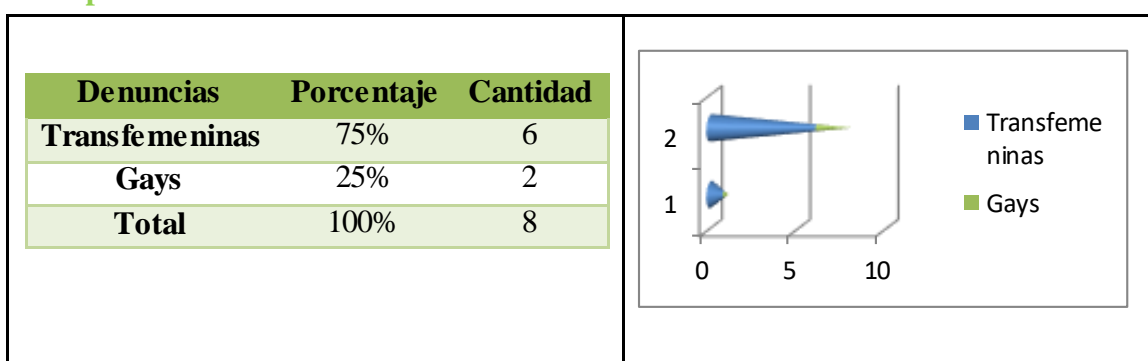 Denuncias Porcentaje Cantidad
Transfemeninas 75% 6
Gays 25% 2
Total 100% 8
2
1
0 5 10
Transfeme
ninas
Gays